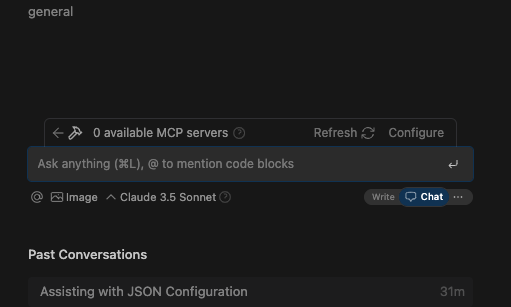 general
0 available MCP servers Refresh Configure
Ask anything (⌘L), @ to mention code blocks
Image Claude 3.5 Sonnet Write Chat ...
Past Conversations
Assisting with JSON Configuration 31m